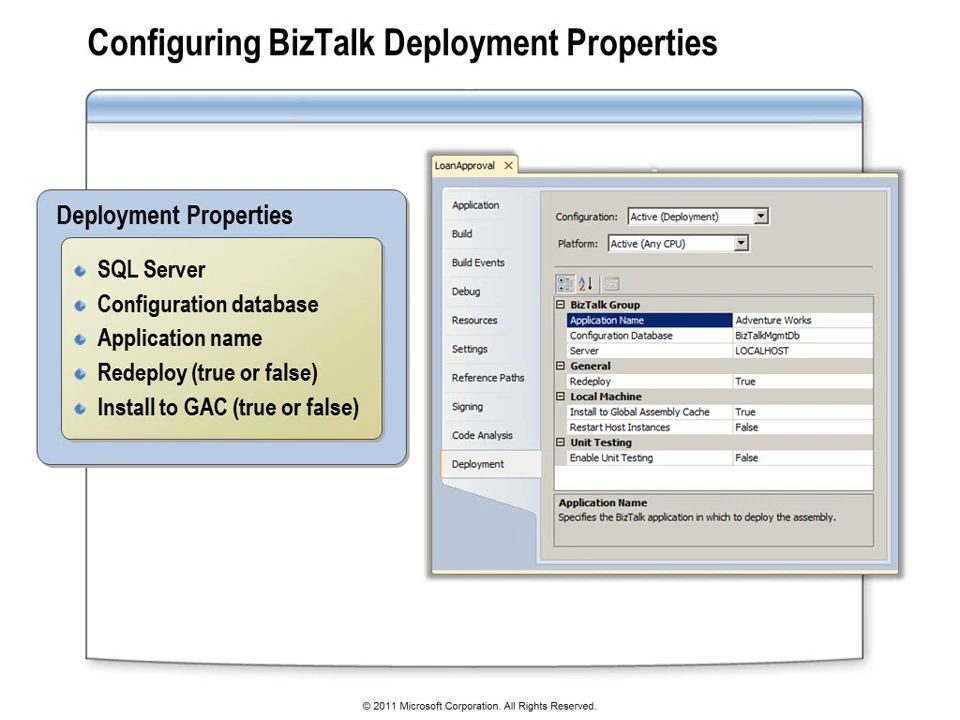 Configuring BizTalk Deployment Properties
Deployment Properties
SQL Server
Configuration database
Application name
Redeploy (true or false)
Install to GAC (true or false)
LoanApproval
Application
Build
Build Events
Debug
Resources
Settings
Reference Paths
Signing
Code Analysis
Deployment
Configuration: Active (Deployment)
Platform: Active (Any CPU)
BizTalk Group
Application Name Adventure Works
Configuration Database BizTalkMgmtDb
Server LOCALHOST
General
Redeploy True
Local Machine
Install to Global Assembly Cache True
Restart Host Instances False
Unit Testing
Enable Unit Testing False
Application Name
Specifies the BizTalk application in which to deploy the assembly.
© 2011 Microsoft Corporation. All Rights Reserved.